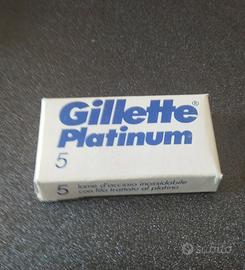 Gillette®
Platinum
5
5 lame d'acciaio inossidabile
con filo trattato al platino
subito